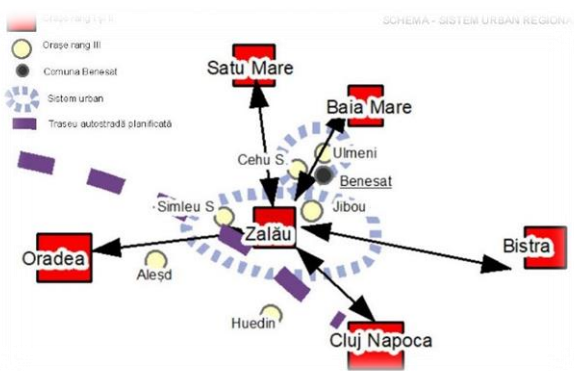 SCHEMA - SISTEM URBAN REGIONA
Orașe rang III
Comuna Benesat
Sistem urban
Traseu autostradă planificată
Satu Mare
Baia Mare
Cehu S.
Ulmeni
Benesat
Simleu S
Jibou
Zalău
Bistra
Oradea
Aleșd
Huedin
Cluj Napoca